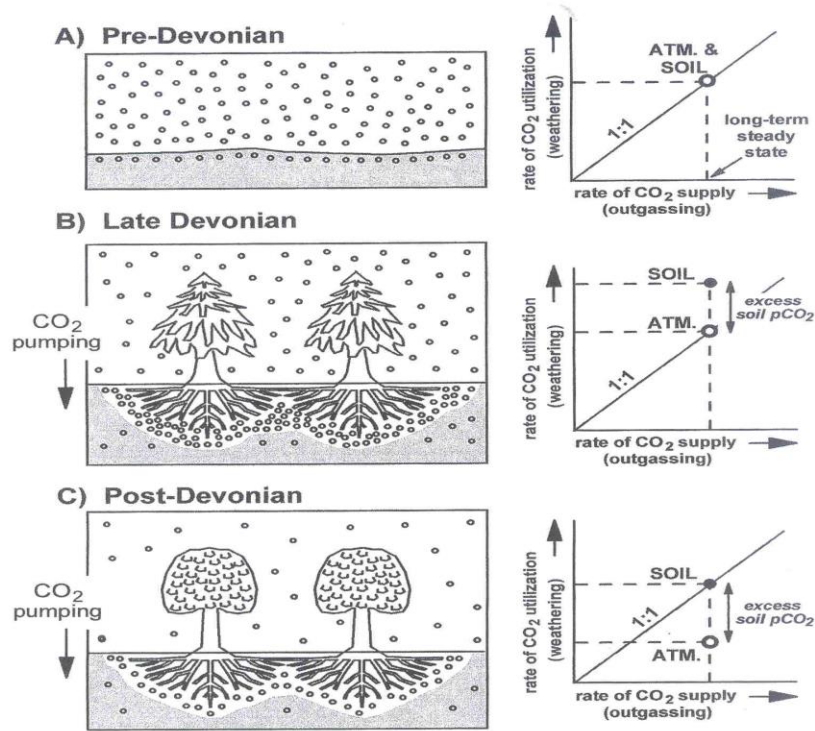 A) Pre-Devonian
rate of CO2 utilization
(weathering)
ATM. &
SOIL
1:1
long-term
steady
state
rate of CO2 supply
(outgassing)
B) Late Devonian
CO2
pumping
rate of CO2 utilization
(weathering)
SOIL
ATM.
excess
soil pCO2
1:1
rate of CO2 supply
(outgassing)
C) Post-Devonian
CO2
pumping
rate of CO2 utilization
(weathering)
SOIL
1:1
ATM.
excess
soil pCO2
rate of CO2 supply
(outgassing)